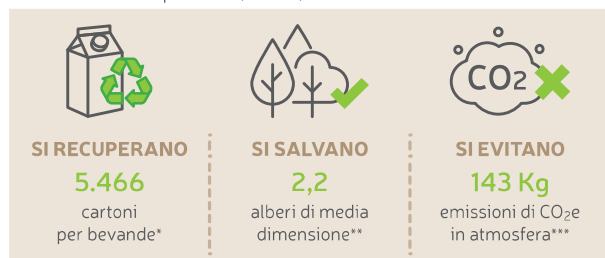 CO2
SI RECUPERANO
5.466
cartoni
per bevande*
SI SALVANO
2,2
alberi di media
dimensione**
SI EVITANO
143 Kg
emissioni di CO2e
in atmosfera***